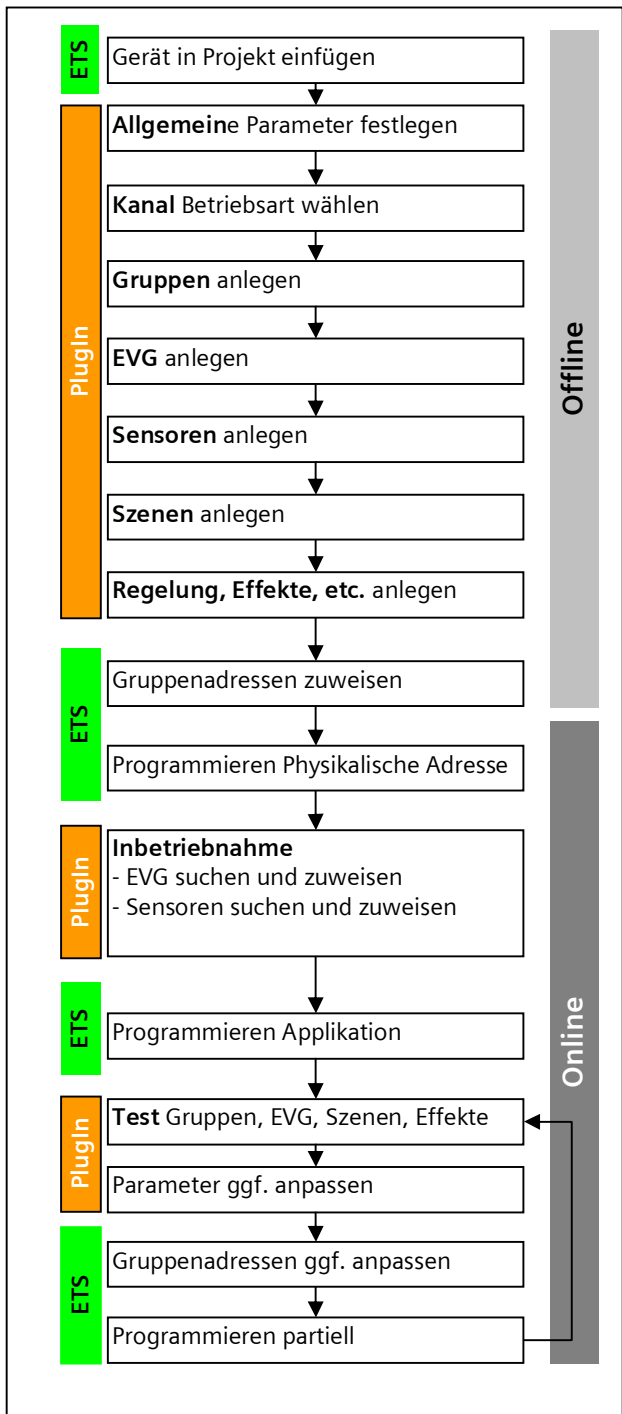 ETS
Gerät in Projekt einfügen
PlugIn
Allgemeine Parameter festlegen
Kanal Betriebsart wählen
Gruppen anlegen
EVG anlegen
Sensoren anlegen
Szenen anlegen
Regelung, Effekte, etc. anlegen
Offline
ETS
Gruppenadressen zuweisen
Programmieren Physikalische Adresse
PlugIn
Inbetriebnahme
- EVG suchen und zuweisen
- Sensoren suchen und zuweisen
ETS
Programmieren Applikation
Online
PlugIn
Test Gruppen, EVG, Szenen, Effekte
Parameter ggf. anpassen
ETS
Gruppenadressen ggf. anpassen
Programmieren partiell